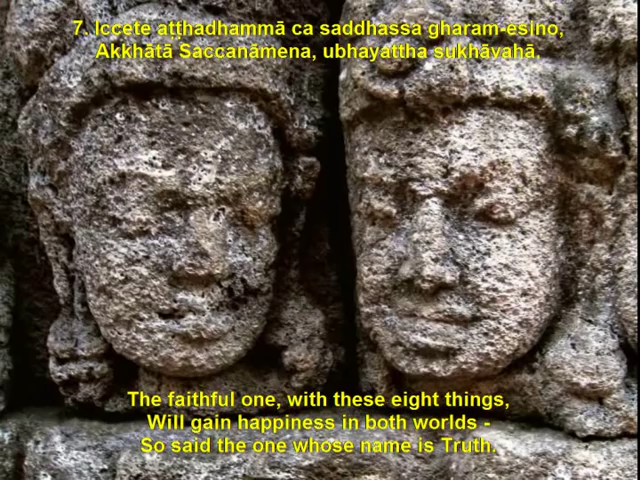 7. Iccete aṭṭhadhammā ca saddhassa gharam-esino,
Akkhātā Saccanāmena, ubhayattha sukhāvahā.
The faithful one, with these eight things,
Will gain happiness in both worlds -
So said the one whose name is Truth.